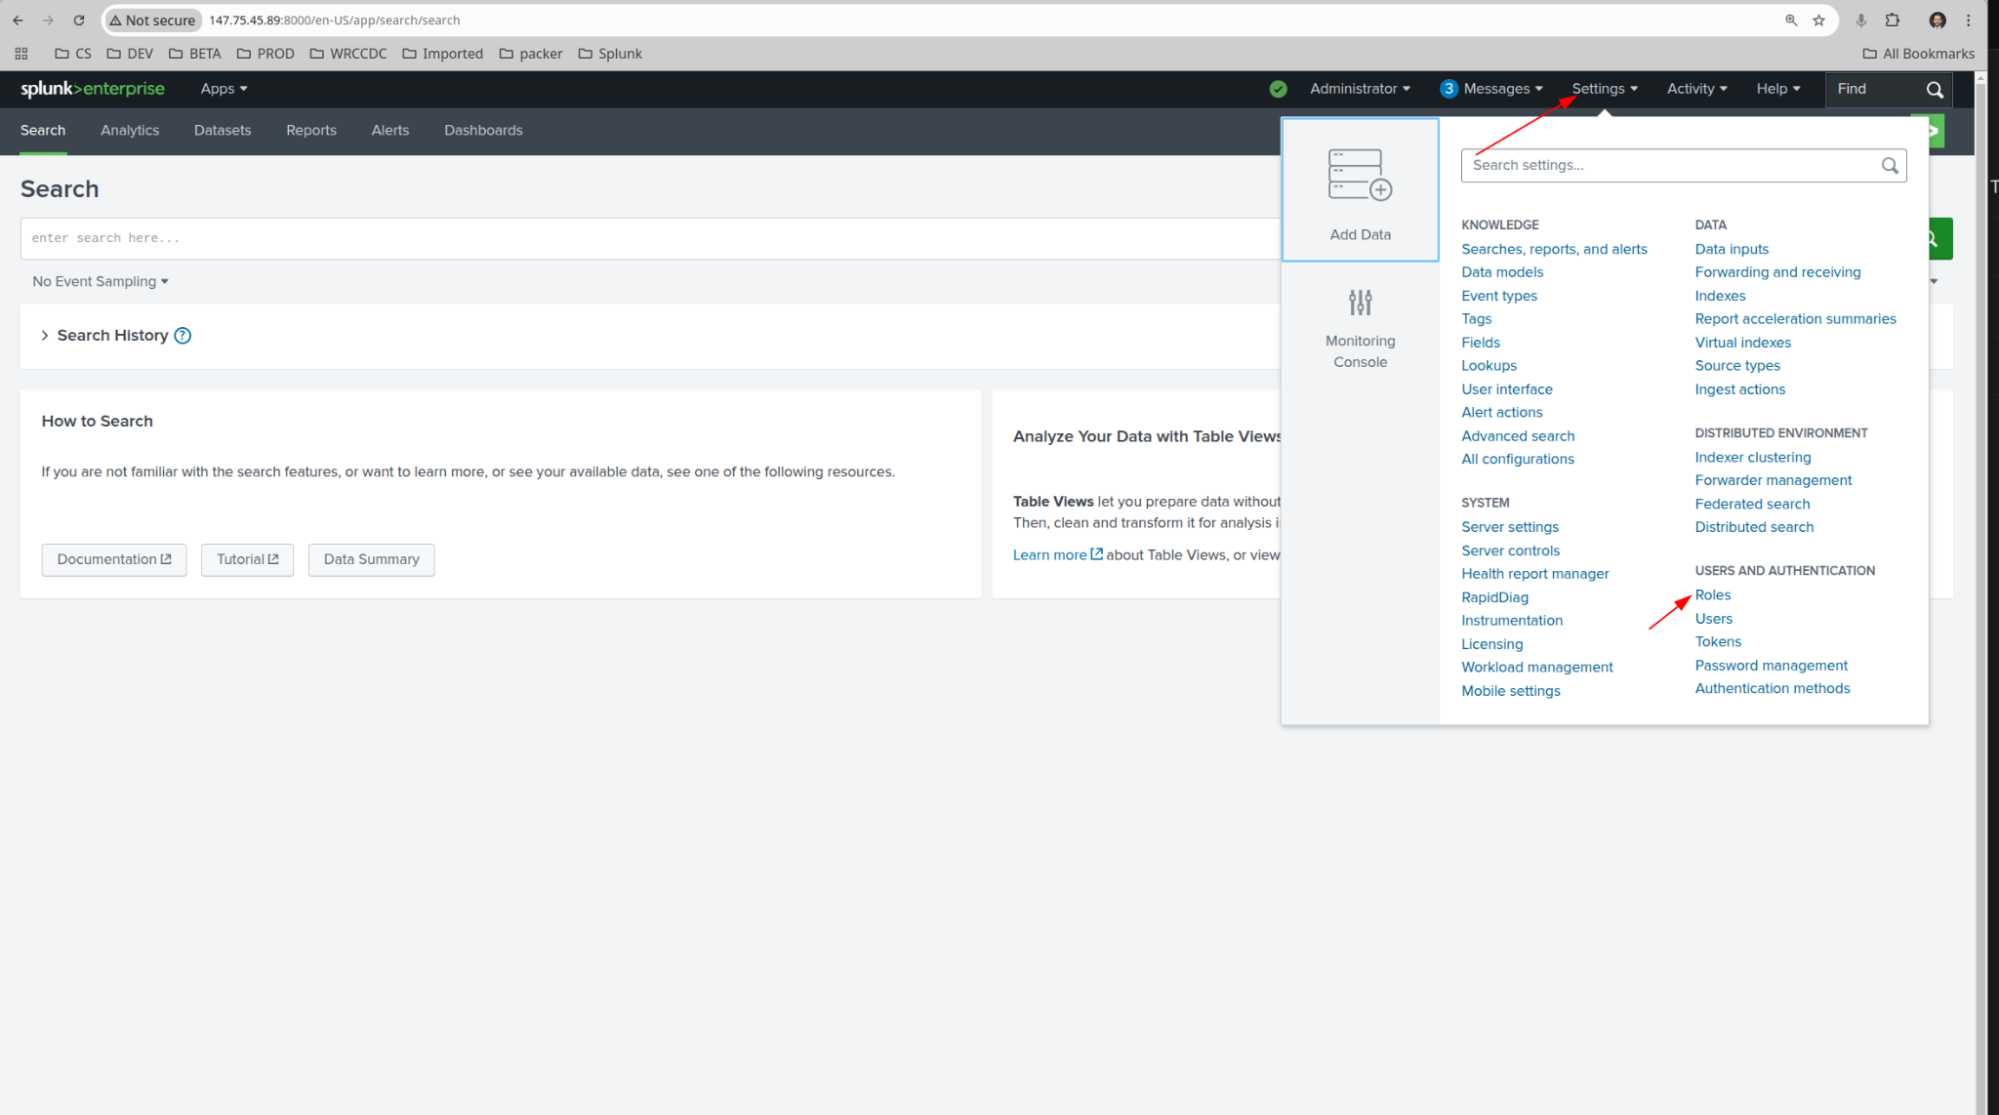 Not secure 147.75.45.89:8000/en-US/app/search/search
CS DEV BETA PROD WRCCDC Imported packer Splunk All Bookmarks
splunk>enterprise Apps Administrator 3 Messages Settings Activity Help Find
Search Analytics Datasets Reports Alerts Dashboards
Search
enter search here...
No Event Sampling
Search History ?
How to Search
If you are not familiar with the search features, or want to learn more, or see your available data, see one of the following resources.
Documentation Tutorial Data Summary
Analyze Your Data with Table Views
Table Views let you prepare data without
Then, clean and transform it for analysis i
Learn more about Table Views, or view
Add Data
Monitoring
Console
Search settings...
KNOWLEDGE
Searches, reports, and alerts
Data models
Event types
Tags
Fields
Lookups
User interface
Alert actions
Advanced search
All configurations
SYSTEM
Server settings
Server controls
Health report manager
RapidDiag
Instrumentation
Licensing
Workload management
Mobile settings
DATA
Data inputs
Forwarding and receiving
Indexes
Report acceleration summaries
Virtual indexes
Source types
Ingest actions
DISTRIBUTED ENVIRONMENT
Indexer clustering
Forwarder management
Federated search
Distributed search
USERS AND AUTHENTICATION
Roles
Users
Tokens
Password management
Authentication methods
T